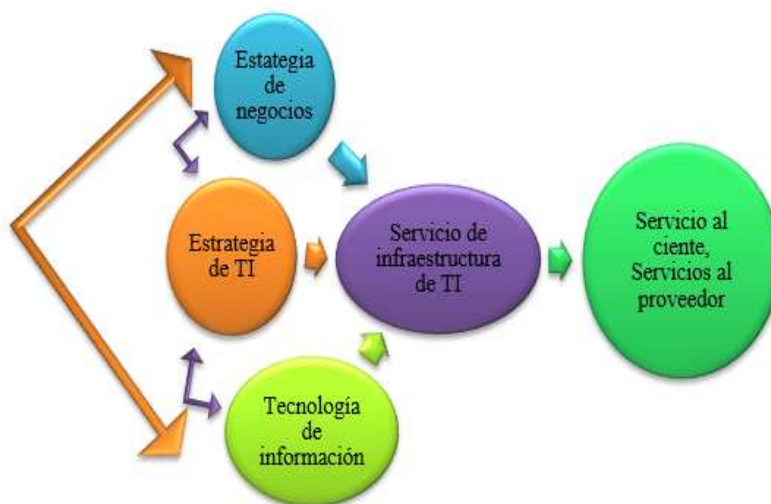 Estategia
de
negocios
Estrategia
de TI
Servicio de
infraestructura
de TI
Servicio al
ciente,
Servicios al
proveedor
Tecnología
de
información